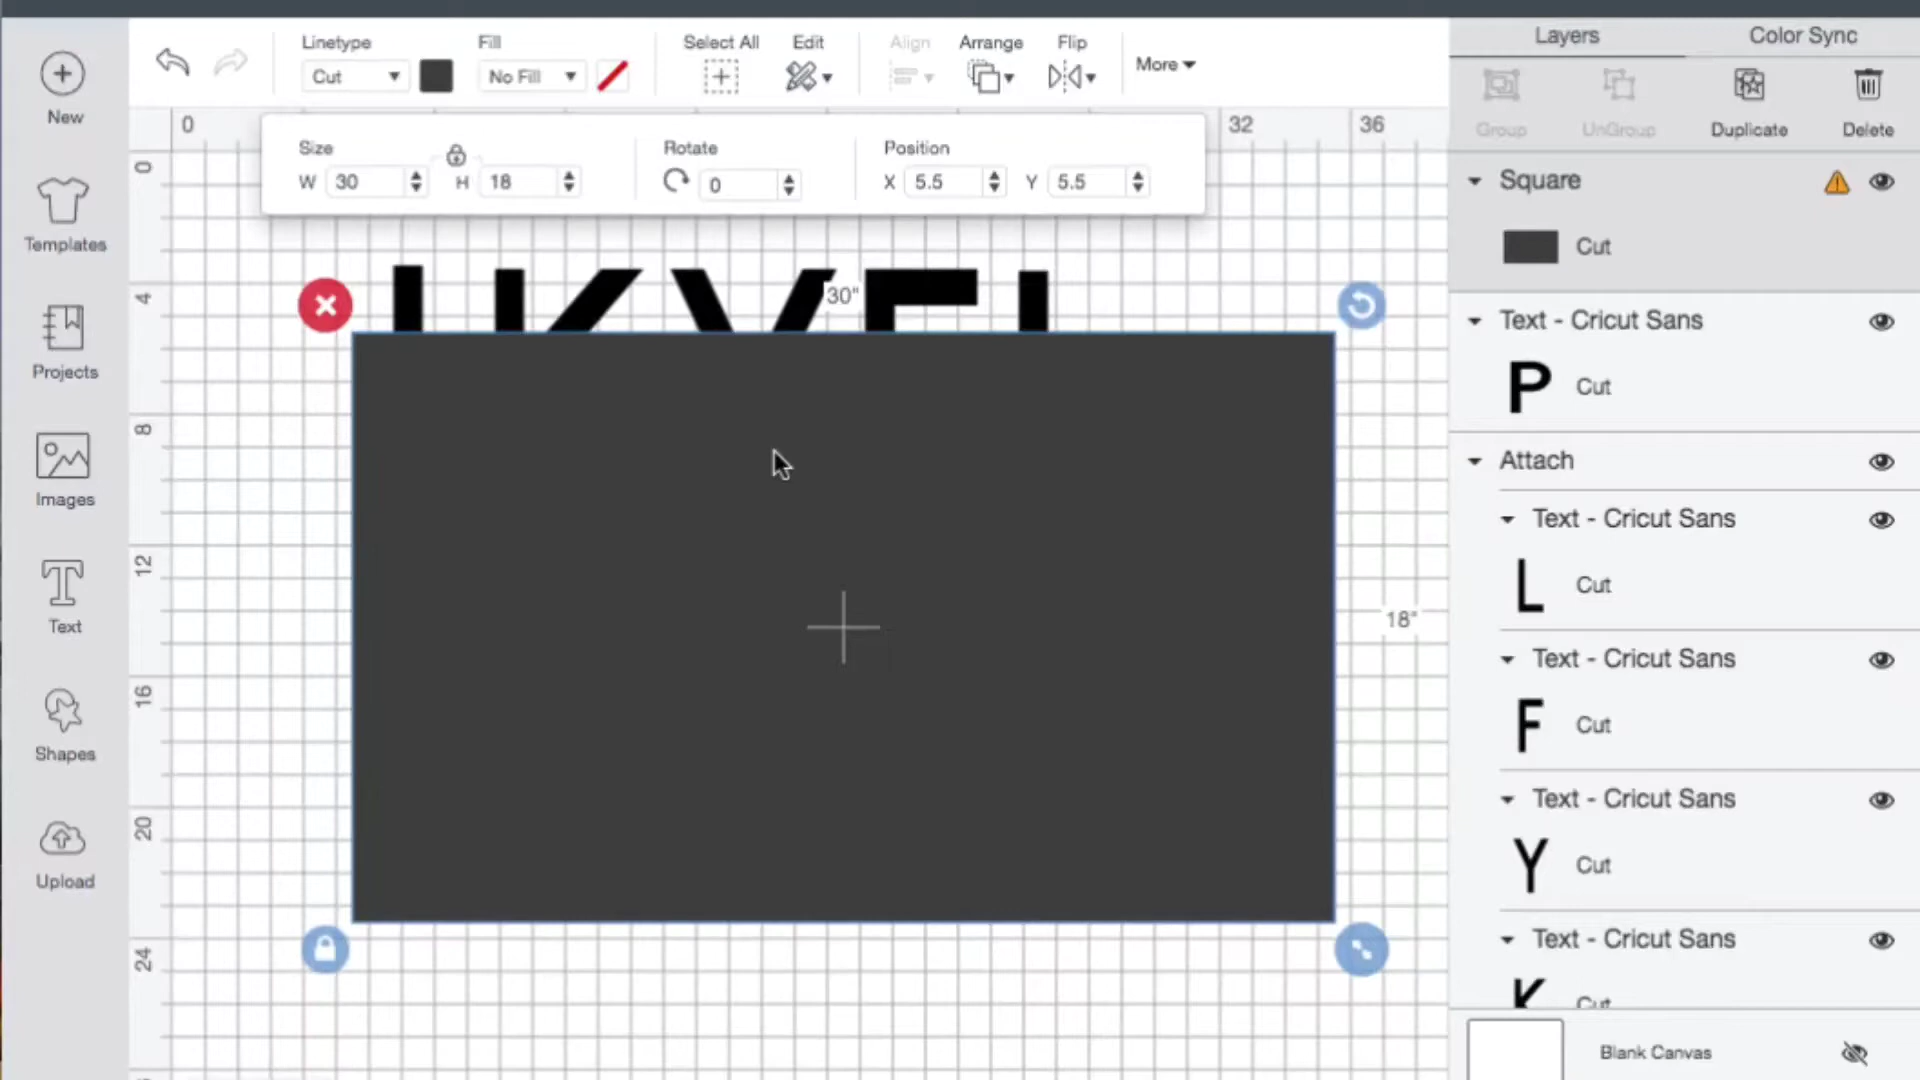 Linetype
Fill
Select All
Edit
Align
Arrange
Flip
More
Cut
No Fill
Layers
Color Sync
Group
UnGroup
Duplicate
Delete
New
Templates
Projects
Images
Text
Shapes
Upload
0
32
36
Size
W 30
H 18
Rotate
0
Position
X 5.5
Y 5.5
0
4
8
12
16
20
24
30"
18"
Square
Cut
Text - Cricut Sans
P Cut
Attach
Text - Cricut Sans
L Cut
Text - Cricut Sans
F Cut
Text - Cricut Sans
Y Cut
Text - Cricut Sans
K Cut
Blank Canvas